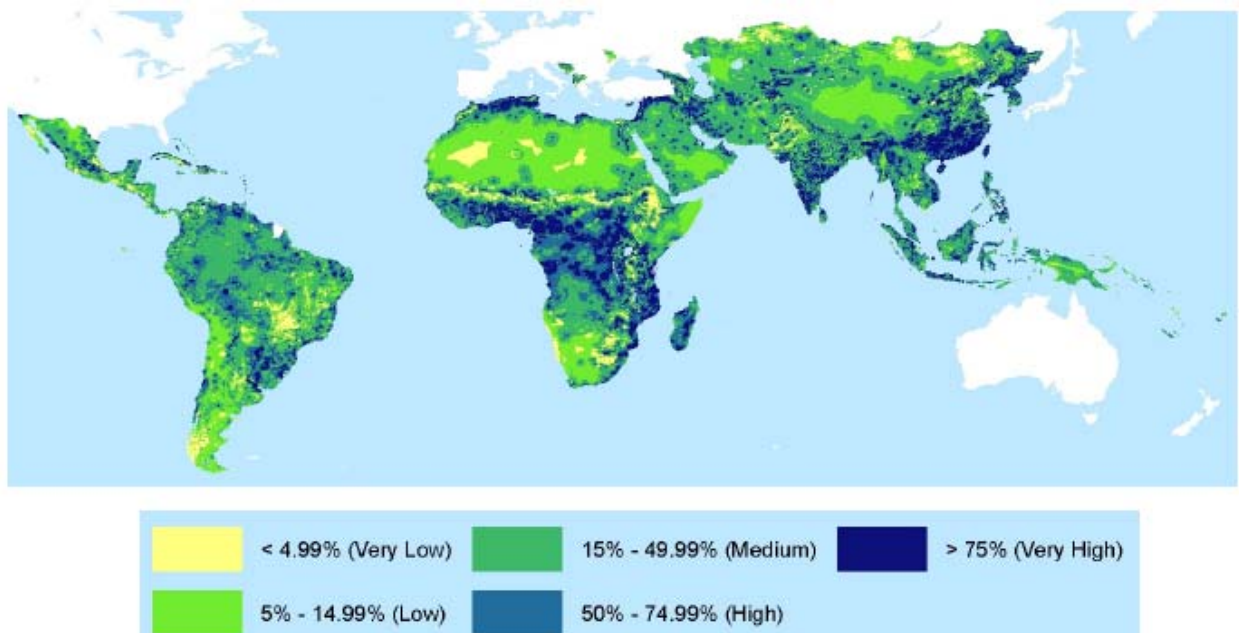 < 4.99% (Very Low)
15% - 49.99% (Medium)
> 75% (Very High)
5% - 14.99% (Low)
50% - 74.99% (High)